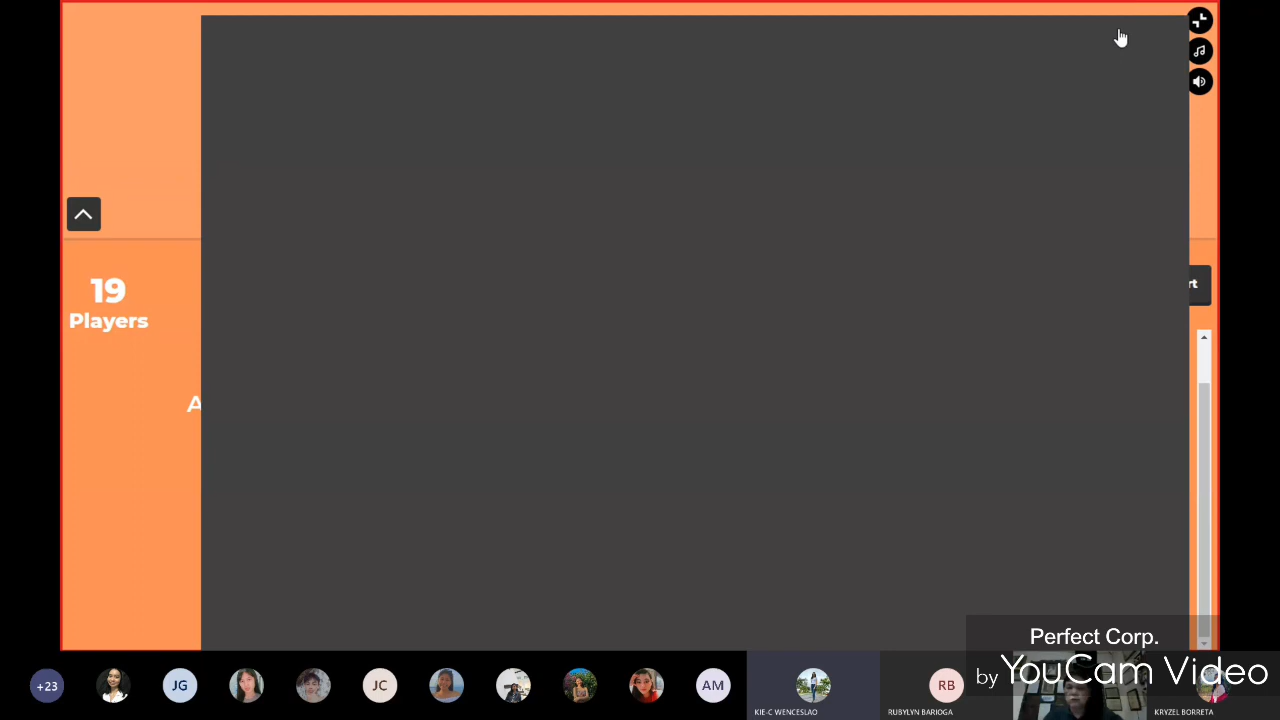 rt
19
Players
A
Perfect Corp.
by YouCam Video
+23
JG
JC
AM
KIE-C WENCESLAO
RB
RUBYLYN BARIOGA
KRYZEL BORRETA